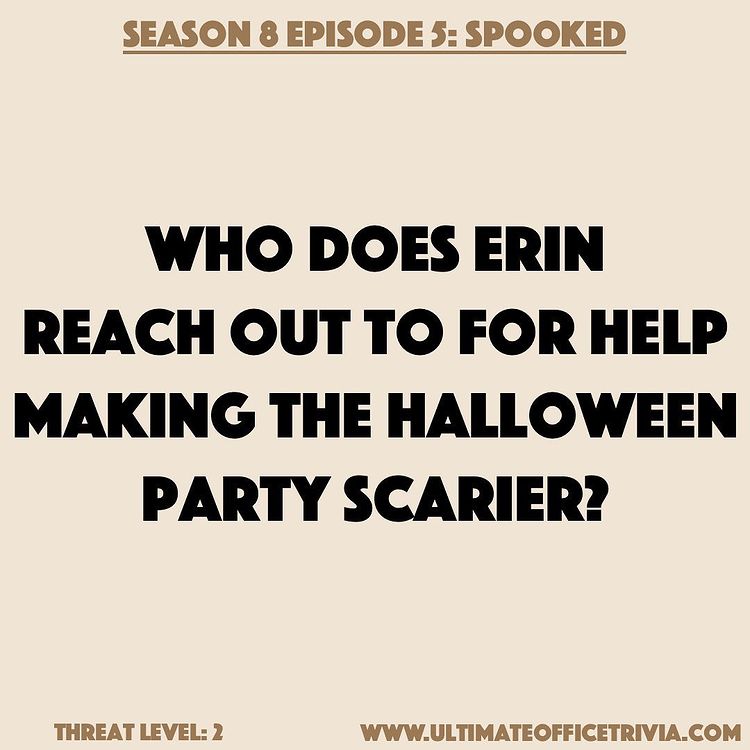 SEASON 8 EPISODE 5: SPOOKED
WHO DOES ERIN
REACH OUT TO FOR HELP
MAKING THE HALLOWEEN
PARTY SCARIER?
THREAT LEVEL: 2
WWW.ULTIMATEOFFICETRIVIA.COM